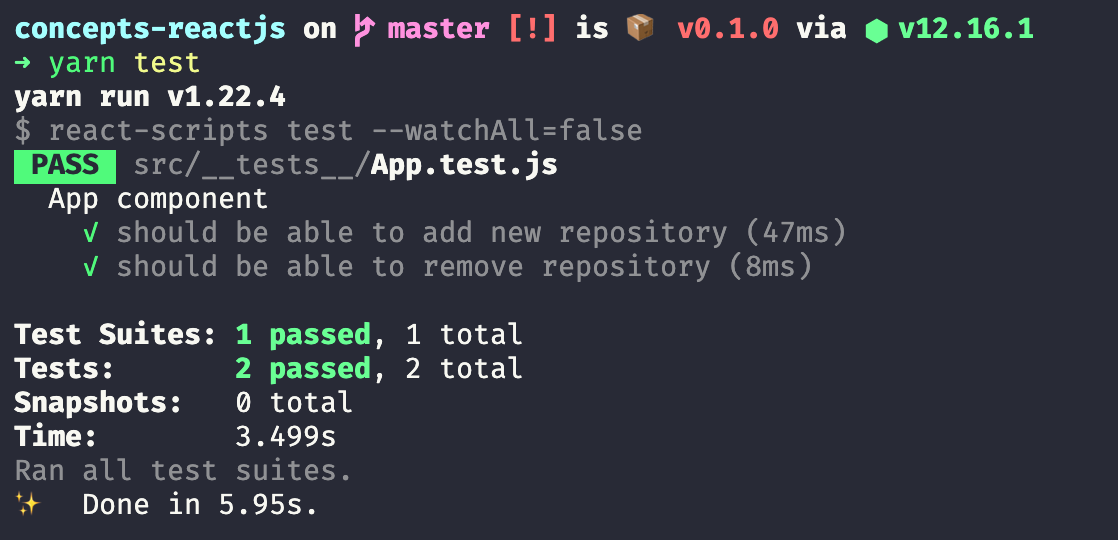 concepts-reactjs on master [!] is 📦 v0.1.0 via ⬢ v12.16.1
➜ yarn test
yarn run v1.22.4
$ react-scripts test --watchAll=false
PASS src/__tests__/App.test.js
App component
√ should be able to add new repository (47ms)
√ should be able to remove repository (8ms)
Test Suites: 1 passed, 1 total
Tests: 2 passed, 2 total
Snapshots: 0 total
Time: 3.499s
Ran all test suites.
✨ Done in 5.95s.